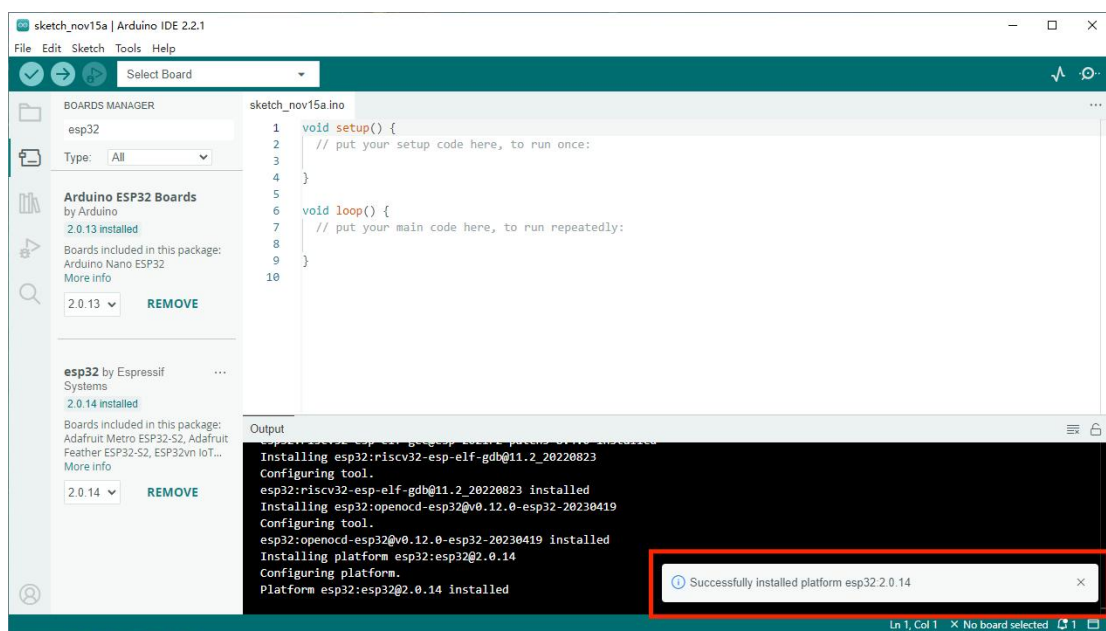 sketch_nov15a | Arduino IDE 2.2.1
File Edit Sketch Tools Help
Select Board
BOARDS MANAGER
esp32
Type: All
Arduino ESP32 Boards
by Arduino
2.0.13 installed
Boards included in this package:
Arduino Nano ESP32
More info
2.0.13 REMOVE
esp32 by Espressif
Systems
2.0.14 installed
Boards included in this package:
Adafruit Metro ESP32-S2, Adafruit
Feather ESP32-S2, ESP32vn IoT...
More info
2.0.14 REMOVE
sketch_nov15a.ino
1 void setup() {
2 // put your setup code here, to run once:
3
4 }
5
6 void loop() {
7 // put your main code here, to run repeatedly:
8
9 }
10
Output
Installing esp32:riscv32-esp-elf-gdb@11.2_20220823
Configuring tool.
esp32:riscv32-esp-elf-gdb@11.2_20220823 installed
Installing esp32:openocd-esp32@v0.12.0-esp32-20230419
Configuring tool.
esp32:openocd-esp32@v0.12.0-esp32-20230419 installed
Installing platform esp32:esp32@2.0.14
Configuring platform.
Platform esp32:esp32@2.0.14 installed
Successfully installed platform esp32:2.0.14
Ln 1, Col 1 No board selected 1